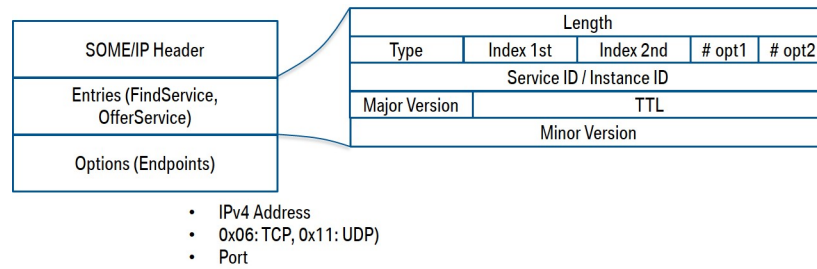 SOME/IP Header
Entries (FindService,
OfferService)
Options (Endpoints)
Length
Type Index 1st Index 2nd # opt1 # opt2
Service ID / Instance ID
Major Version TTL
Minor Version
• IPv4 Address
• 0x06: TCP, 0x11: UDP)
• Port